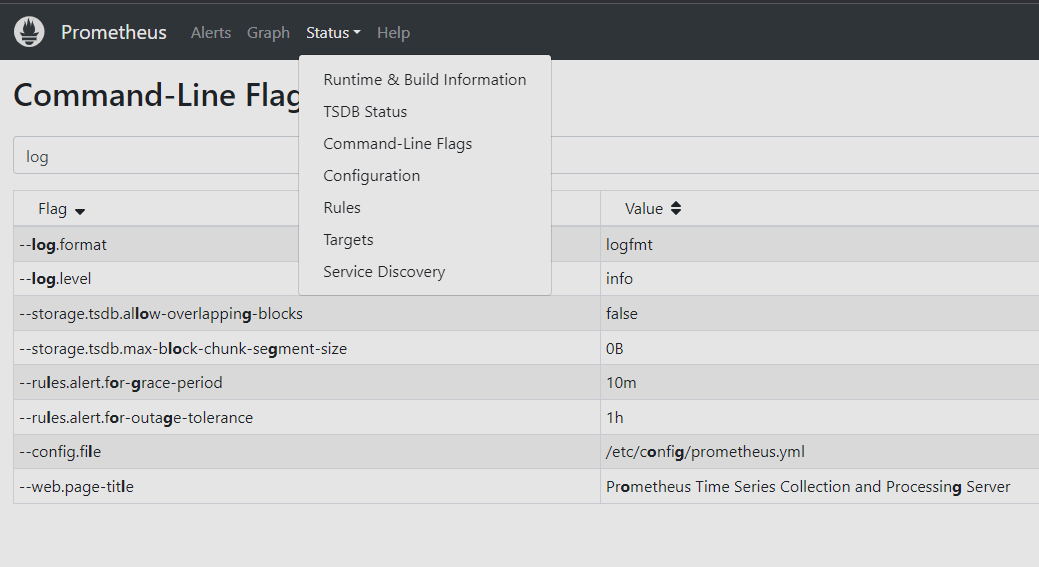 Prometheus Alerts Graph Status Help
Runtime & Build Information
TSDB Status
Command-Line Flags
Configuration
Rules
Targets
Service Discovery
Command-Line Flag
log
Flag Value
--log.format logfmt
--log.level info
--storage.tsdb.allow-overlapping-blocks false
--storage.tsdb.max-block-chunk-segment-size 0B
--rules.alert.for-grace-period 10m
--rules.alert.for-outage-tolerance 1h
--config.file /etc/config/prometheus.yml
--web.page-title Prometheus Time Series Collection and Processing Server